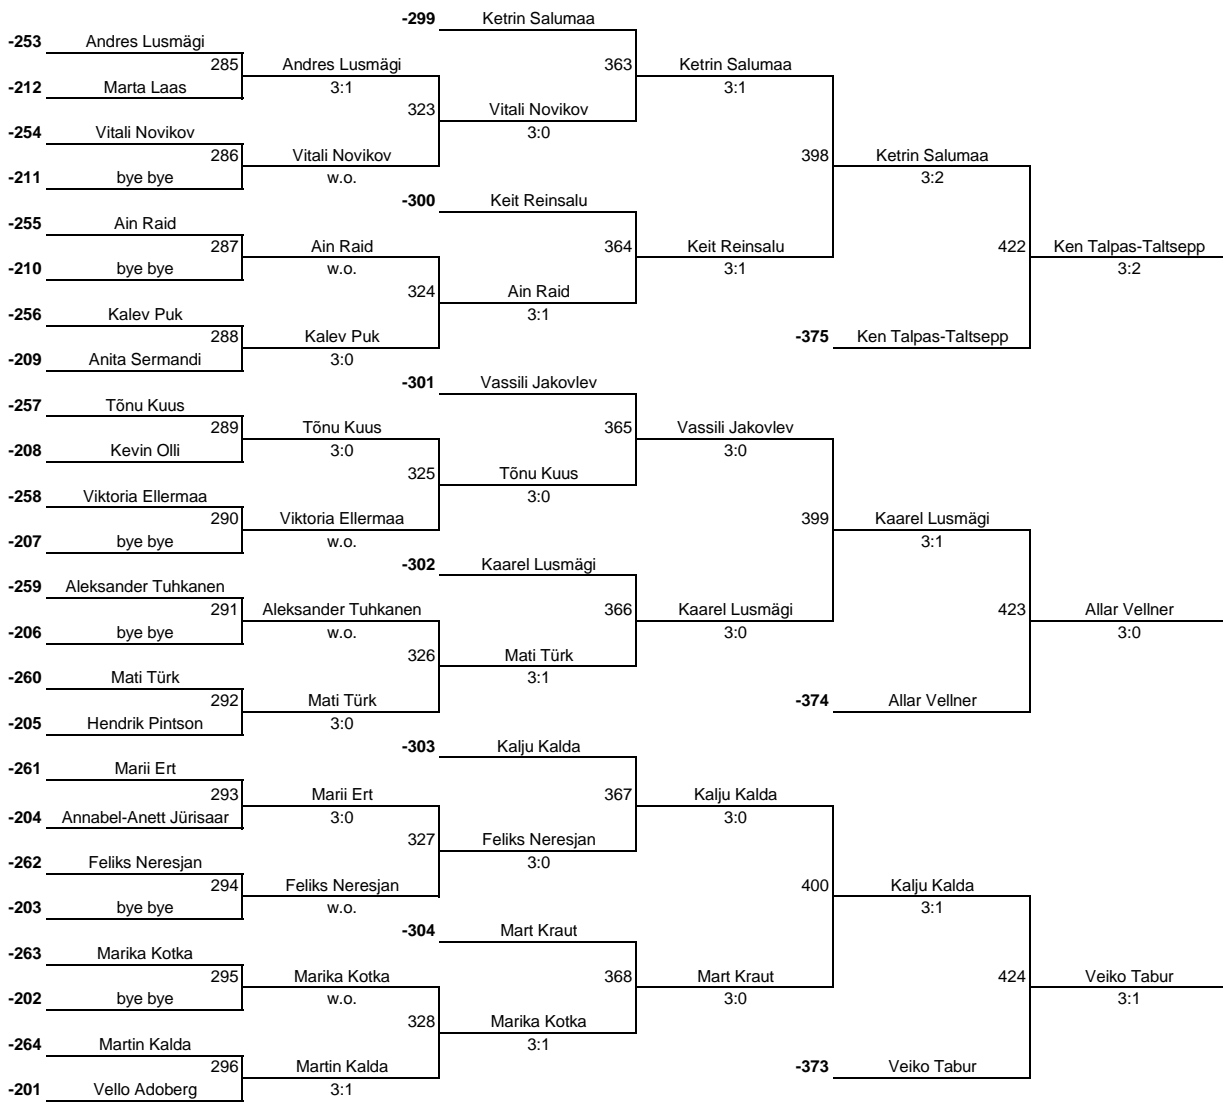 -299 Ketrin Salumaa
-253 Andres Lusmägi
285 Andres Lusmägi 363 Ketrin Salumaa
-212 Marta Laas 3:1 3:1
323 Vitali Novikov
-254 Vitali Novikov 3:0
286 Vitali Novikov 398 Ketrin Salumaa
-211 bye bye w.o. 3:2
-300 Keit Reinsalu
-255 Ain Raid
287 Ain Raid 364 Keit Reinsalu 422 Ken Talpas-Taltsepp
-210 bye bye w.o. 3:1 3:2
324 Ain Raid
-256 Kalev Puk 3:1
288 Kalev Puk -375 Ken Talpas-Taltsepp
-209 Anita Sermandi 3:0
-301 Vassili Jakovlev
-257 Tõnu Kuus
289 Tõnu Kuus 365 Vassili Jakovlev
-208 Kevin Olli 3:0 3:0
325 Tõnu Kuus
-258 Viktoria Ellermaa 3:0
290 Viktoria Ellermaa 399 Kaarel Lusmägi
-207 bye bye w.o. 3:1
-302 Kaarel Lusmägi
-259 Aleksander Tuhkanen
291 Aleksander Tuhkanen 366 Kaarel Lusmägi 423 Allar Vellner
-206 bye bye w.o. 3:0 3:0
326 Mati Türk
-260 Mati Türk 3:1
292 Mati Türk -374 Allar Vellner
-205 Hendrik Pintson 3:0
-303 Kalju Kalda
-261 Marii Ert
293 Marii Ert 367 Kalju Kalda
-204 Annabel-Anett Jürisaar 3:0 3:0
327 Feliks Neresjan
-262 Feliks Neresjan 3:0
294 Feliks Neresjan 400 Kalju Kalda
-203 bye bye w.o. 3:1
-304 Mart Kraut
-263 Marika Kotka
295 Marika Kotka 368 Mart Kraut 424 Veiko Tabur
-202 bye bye w.o. 3:0 3:1
328 Marika Kotka
-264 Martin Kalda 3:1
296 Martin Kalda -373 Veiko Tabur
-201 Vello Adoberg 3:1